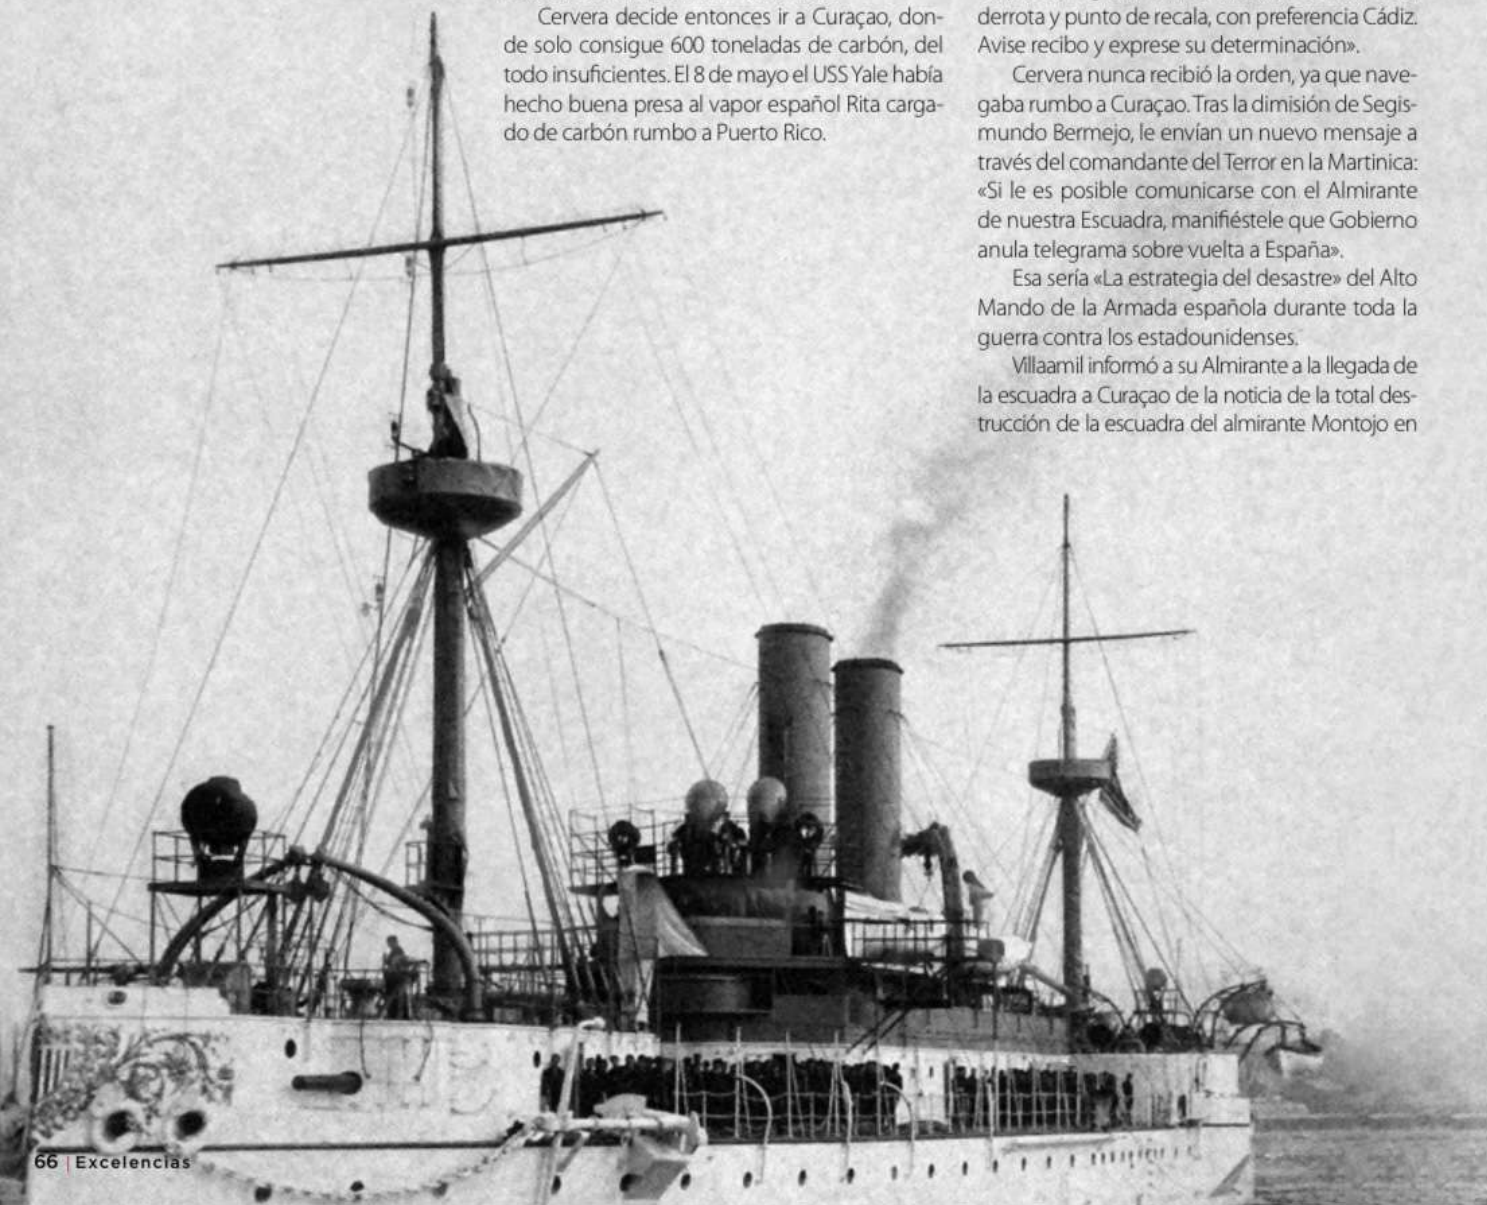 Cervera decide entonces ir a Curaçao, don-
de solo consigue 600 toneladas de carbón, del
todo insuficientes. El 8 de mayo el USS Yale había
hecho buena presa al vapor español Rita carga-
do de carbón rumbo a Puerto Rico.
derrota y punto de recala, con preferencia Cádiz.
Avise recibo y exprese su determinación».
Cervera nunca recibió la orden, ya que nave-
gaba rumbo a Curaçao. Tras la dimisión de Segis-
mundo Bermejo, le envían un nuevo mensaje a
través del comandante del Terror en la Martinica:
«Si le es posible comunicarse con el Almirante
de nuestra Escuadra, manifiéstele que Gobierno
anula telegrama sobre vuelta a España».
Esa sería «La estrategia del desastre» del Alto
Mando de la Armada española durante toda la
guerra contra los estadounidenses.
Villaamil informó a su Almirante a la llegada de
la escuadra a Curaçao de la noticia de la total des-
trucción de la escuadra del almirante Montojo en
66 | Excelencias